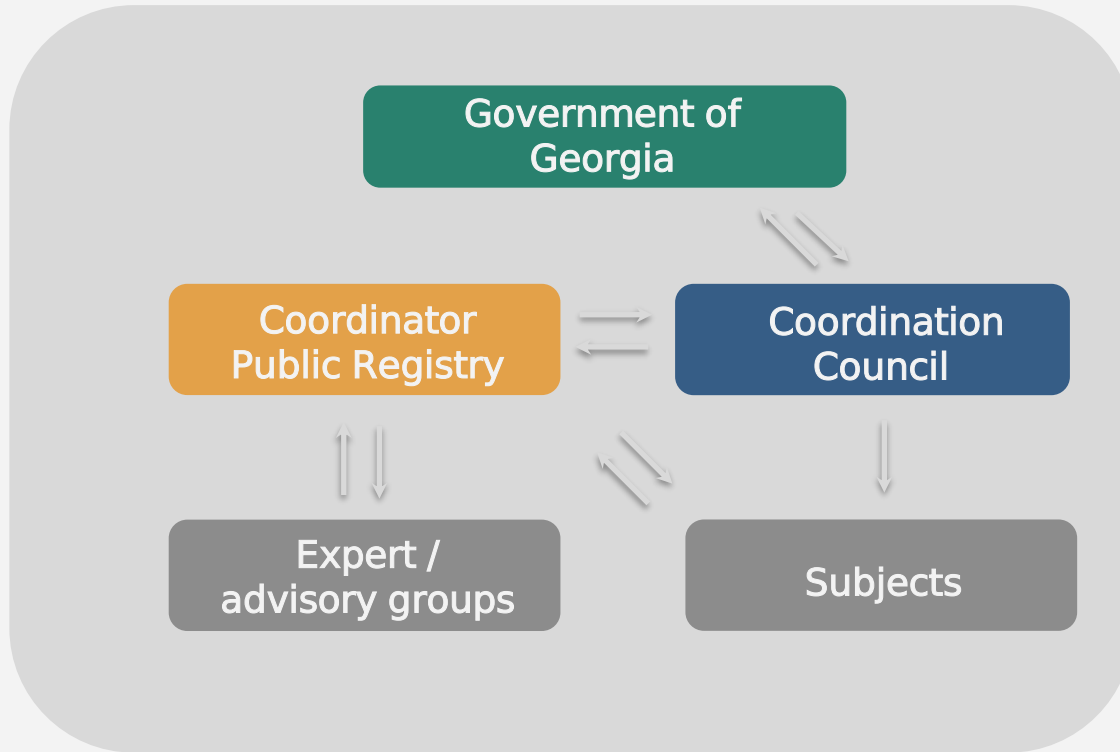 Government of
Georgia
Coordinator
Public Registry
Coordination
Council
Expert /
advisory groups
Subjects